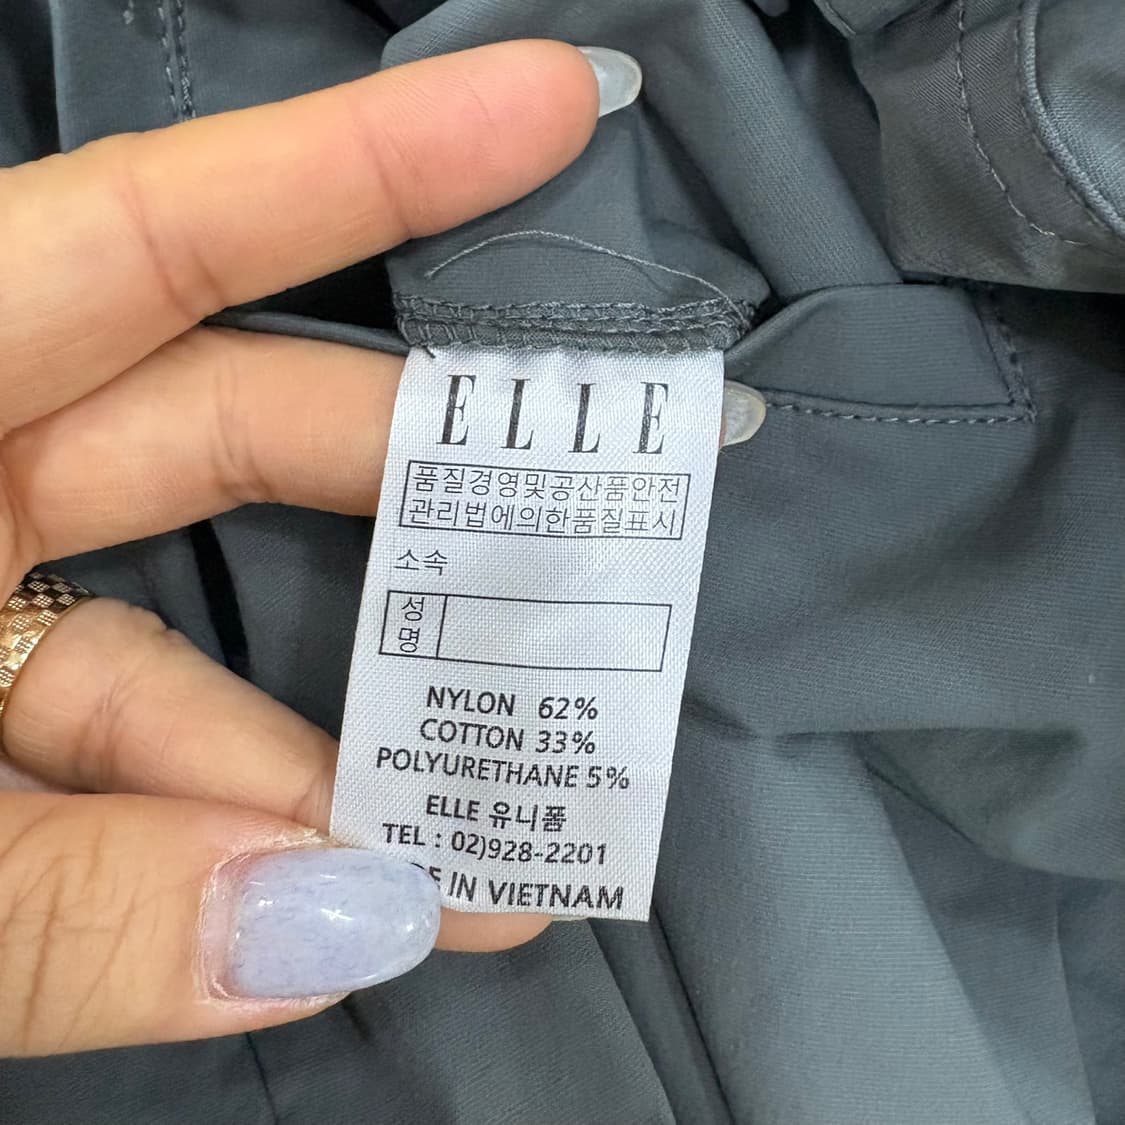 ELLE
품질경영및공산품안전
관리법에의한품질표시
소속
성명
NYLON 62%
COTTON 33%
POLYURETHANE 5%
ELLE 유니폼
TEL : 02)928-2201
E IN VIETNAM